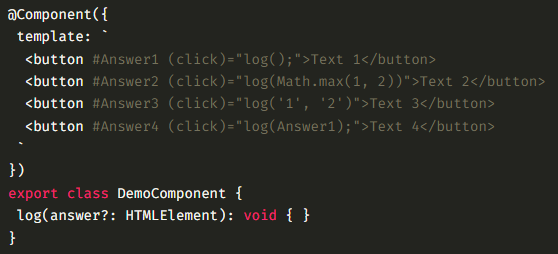 @Component({
 template: `
  <button #Answer1 (click)="log();">Text 1</button>
  <button #Answer2 (click)="log(Math.max(1, 2))">Text 2</button>
  <button #Answer3 (click)="log('1', '2')">Text 3</button>
  <button #Answer4 (click)="log(Answer1);">Text 4</button>
 `
})
export class DemoComponent {
 log(answer?: HTMLElement): void { }
}